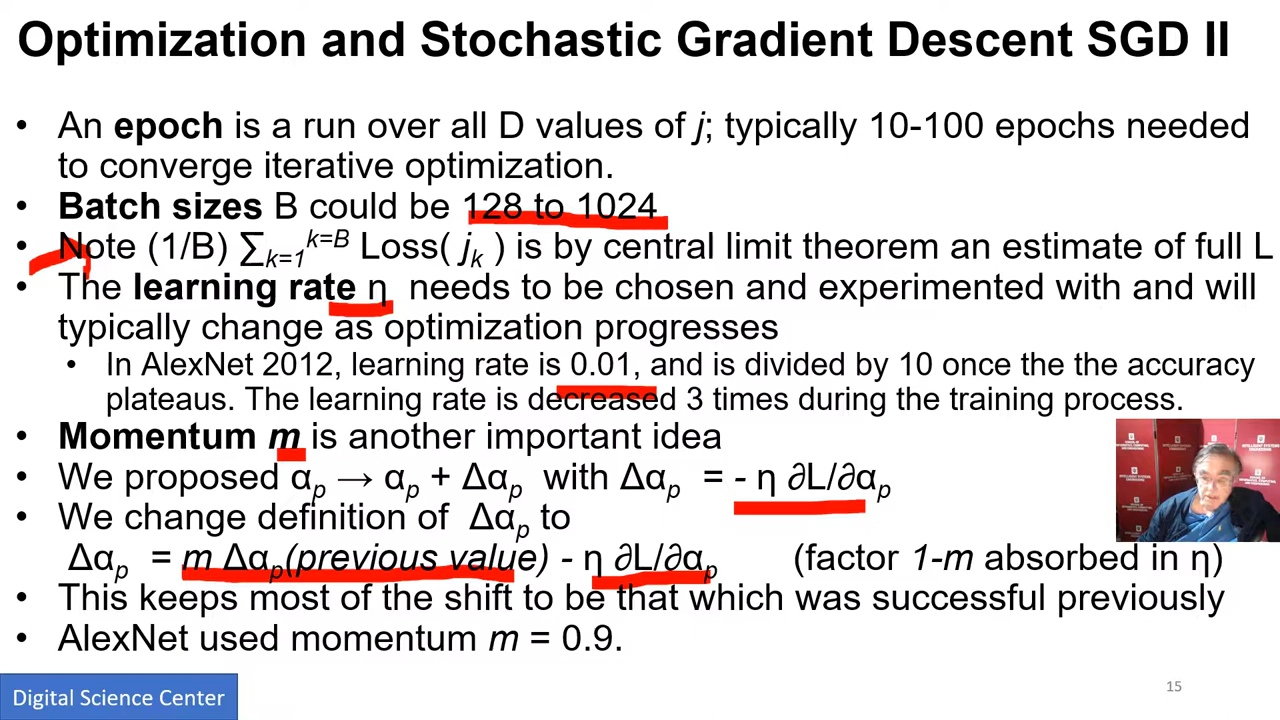 Optimization and Stochastic Gradient Descent SGD II
• An epoch is a run over all D values of j; typically 10-100 epochs needed
to converge iterative optimization.
• Batch sizes B could be 128 to 1024
• Note (1/B) ∑k=1^k=B Loss( jk ) is by central limit theorem an estimate of full L
• The learning rate η needs to be chosen and experimented with and will
typically change as optimization progresses
• In AlexNet 2012, learning rate is 0.01, and is divided by 10 once the the accuracy
plateaus. The learning rate is decreased 3 times during the training process.
• Momentum m is another important idea
• We proposed αp → αp + Δαp with Δαp = - η ∂L/∂αp
• We change definition of Δαp to
Δαp = m Δαp(previous value) - η ∂L/∂αp (factor 1-m absorbed in η)
• This keeps most of the shift to be that which was successful previously
• AlexNet used momentum m = 0.9.
Digital Science Center
15